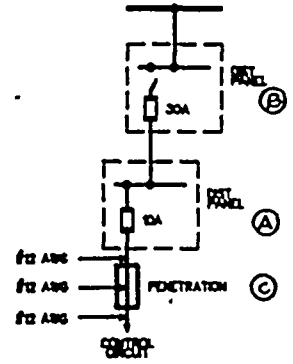 DIST
PANEL
B
30A
DIST
PANEL
A
10A
#12 AWG
#12 AWG
PENETRATION
C
#12 AWG
CONTROL
CIRCUIT